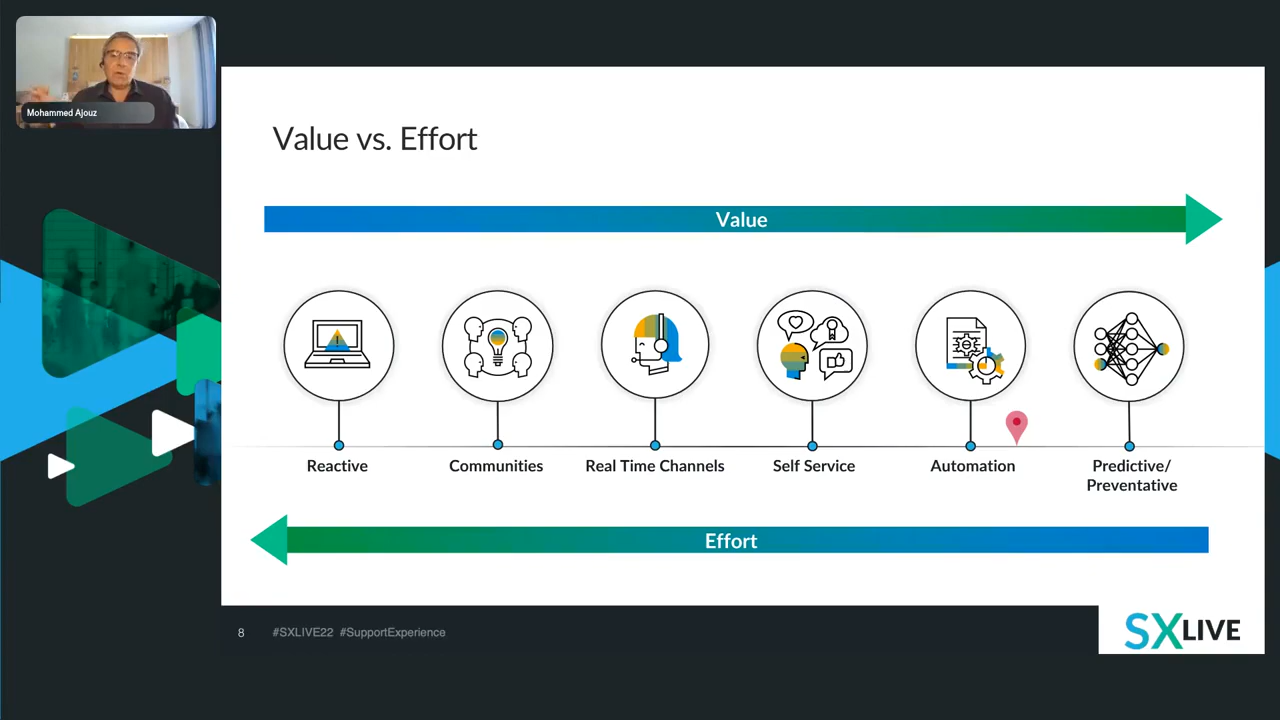 Mohammed Ajouz
Value vs. Effort
Value
Reactive
Communities
Real Time Channels
Self Service
Automation
Predictive/
Preventative
Effort
8
#SXLIVE22 #SupportExperience
SXLIVE